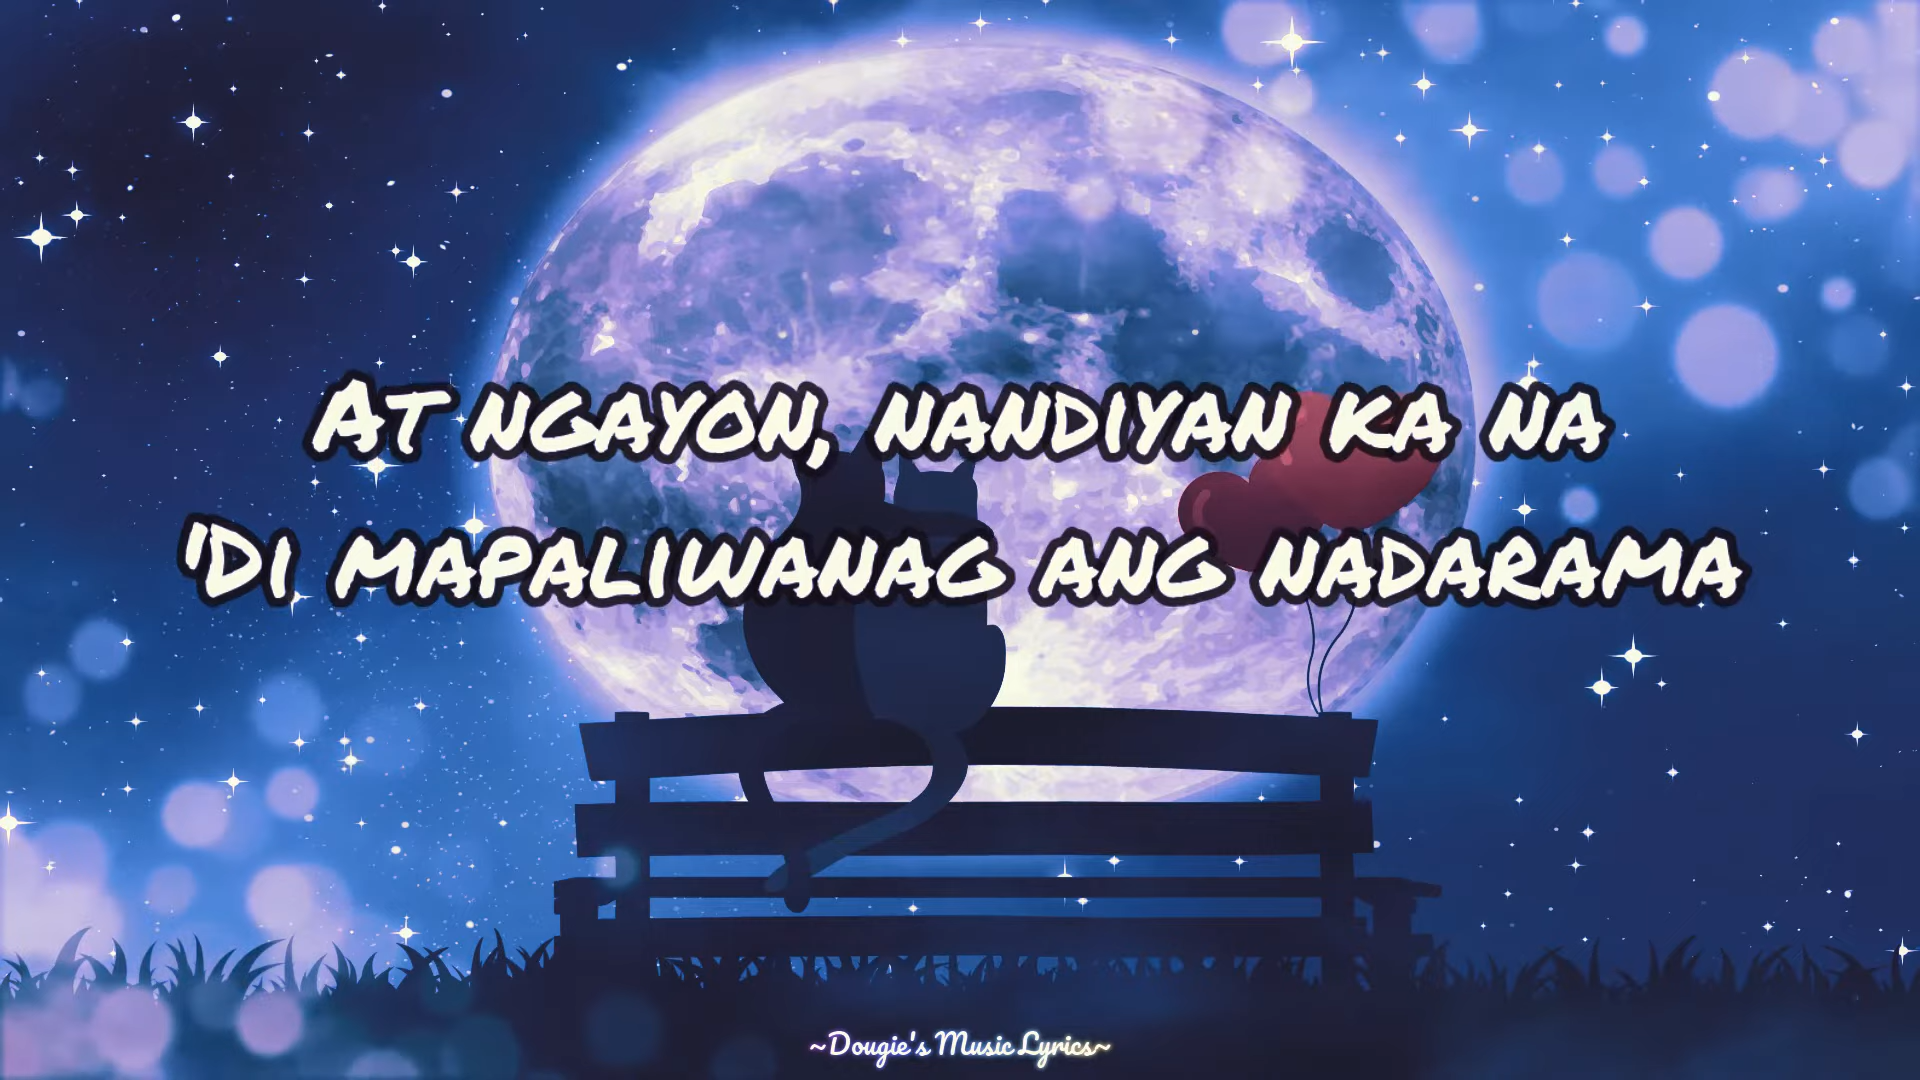 At ngayon, nandiyan ka na
'Di mapaliwanag ang nadarama
~Dougie's Music Lyrics~